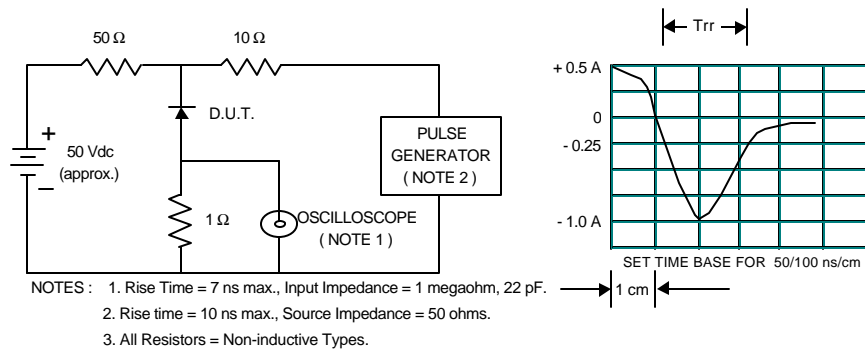 50 Ω
10 Ω
Trr
+ 0.5 A
D.U.T.
+
50 Vdc
(approx.)
−
PULSE
GENERATOR
( NOTE 2 )
0
- 0.25
1 Ω
OSCILLOSCOPE
( NOTE 1 )
- 1.0 A
SET TIME BASE FOR 50/100 ns/cm
1 cm
NOTES : 1. Rise Time = 7 ns max., Input Impedance = 1 megaohm, 22 pF.
2. Rise time = 10 ns max., Source Impedance = 50 ohms.
3. All Resistors = Non-inductive Types.